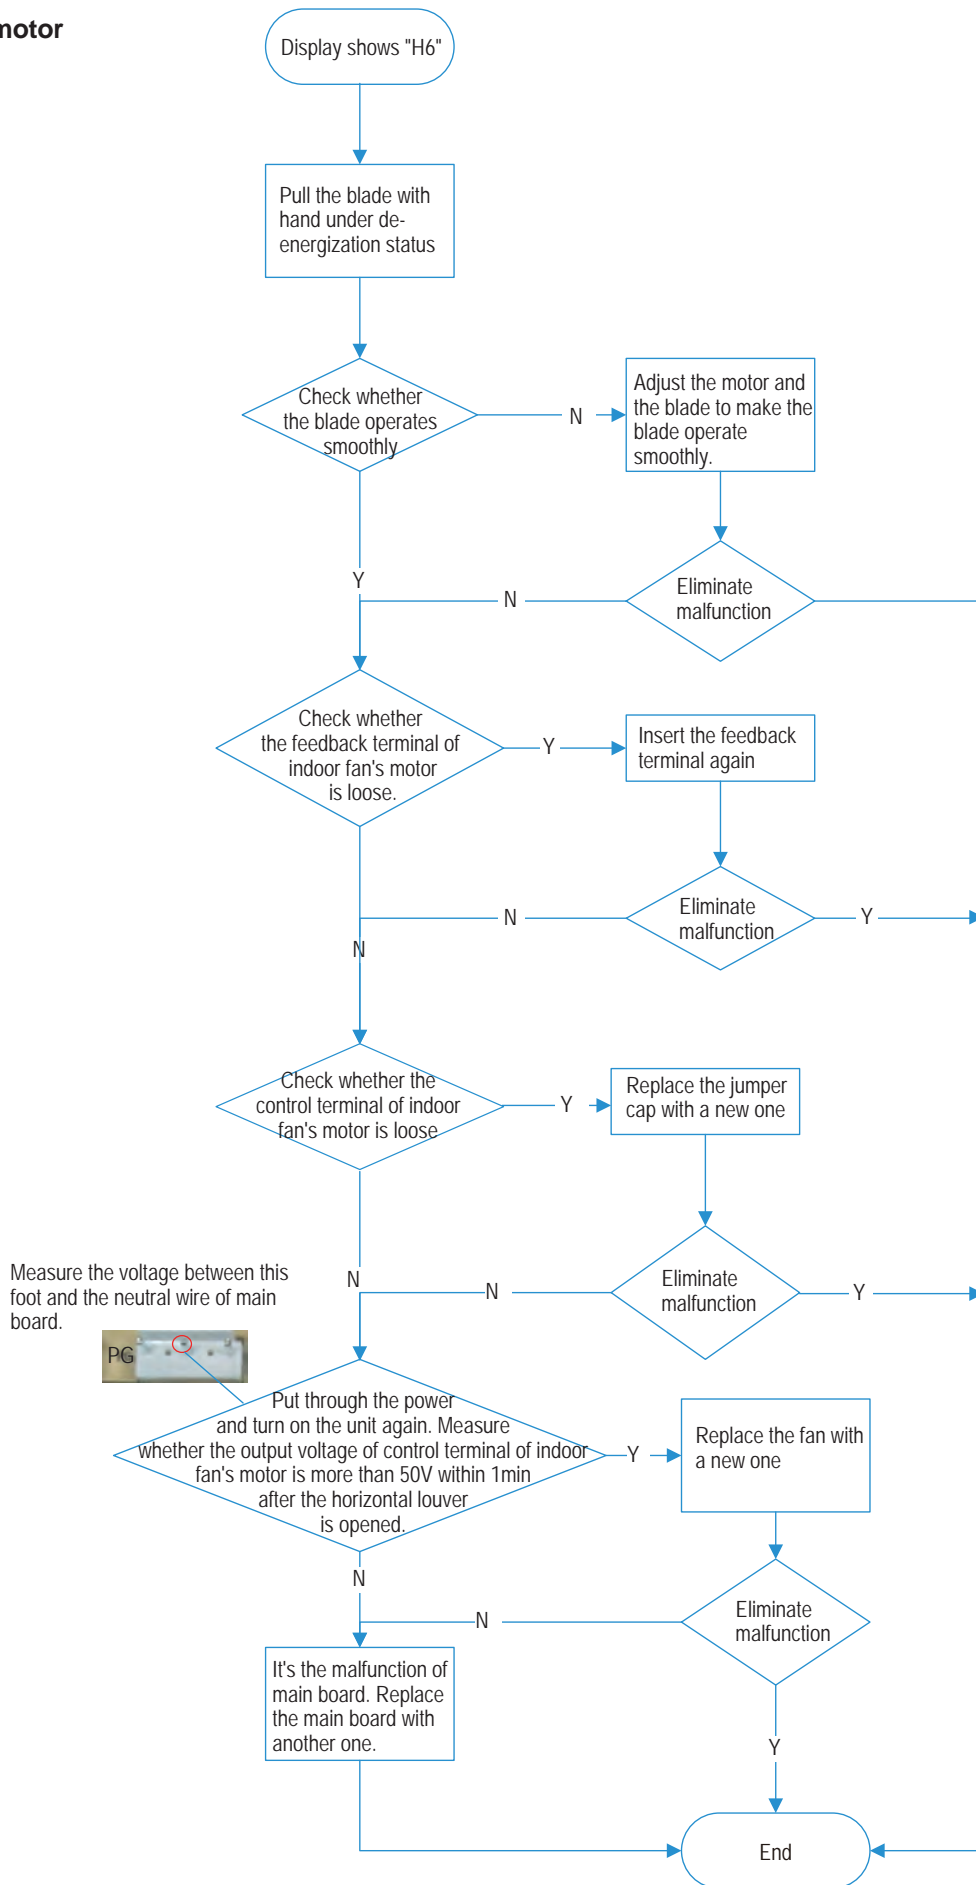 motor
Display shows "H6"
Pull the blade with
hand under de-
energization status
Check whether
the blade operates
smoothly
N
Adjust the motor and
the blade to make the
blade operate
smoothly.
Y
N
Eliminate
malfunction
Check whether
the feedback terminal of
indoor fan's motor
is loose.
Y
Insert the feedback
terminal again
N
N
Eliminate
malfunction
Y
Check whether the
control terminal of indoor
fan's motor is loose
Y
Replace the jumper
cap with a new one
N
N
Eliminate
malfunction
Y
Measure the voltage between this
foot and the neutral wire of main
board.
PG
Put through the power
and turn on the unit again. Measure
whether the output voltage of control terminal of indoor
fan's motor is more than 50V within 1min
after the horizontal louver
is opened.
Y
Replace the fan with
a new one
N
N
Eliminate
malfunction
It's the malfunction of
main board. Replace
the main board with
another one.
Y
End